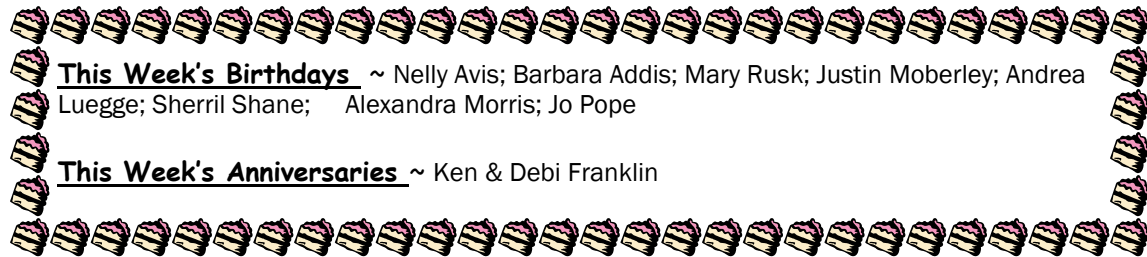 This Week's Birthdays ~ Nelly Avis; Barbara Addis; Mary Rusk; Justin Moberley; Andrea
Luegge; Sherril Shane; Alexandra Morris; Jo Pope
This Week's Anniversaries ~ Ken & Debi Franklin